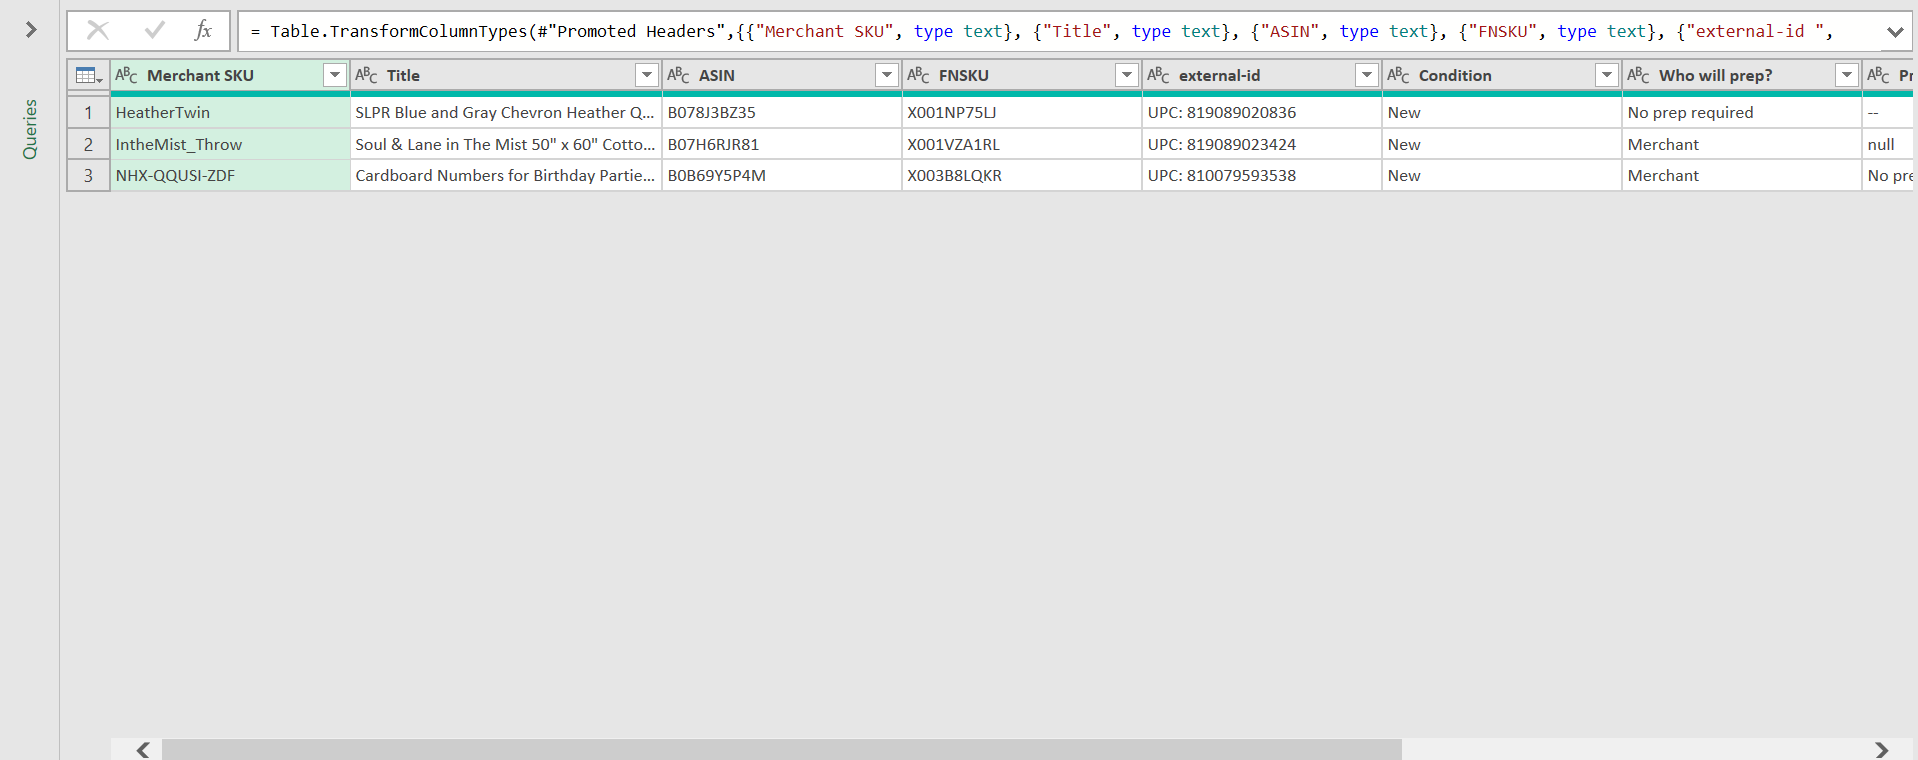 Queries
fx
= Table.TransformColumnTypes(#"Promoted Headers",{{"Merchant SKU", type text}, {"Title", type text}, {"ASIN", type text}, {"FNSKU", type text}, {"external-id ",
ABC Merchant SKU ABC Title ABC ASIN ABC FNSKU ABC external-id ABC Condition ABC Who will prep? ABC Pr
1 HeatherTwin SLPR Blue and Gray Chevron Heather Q... B078J3BZ35 X001NP75LJ UPC: 819089020836 New No prep required --
2 IntheMist_Throw Soul & Lane in The Mist 50" x 60" Cotto... B07H6RJR81 X001VZA1RL UPC: 819089023424 New Merchant null
3 NHX-QQUSI-ZDF Cardboard Numbers for Birthday Partie... B0B69Y5P4M X003B8LQKR UPC: 810079593538 New Merchant No pre